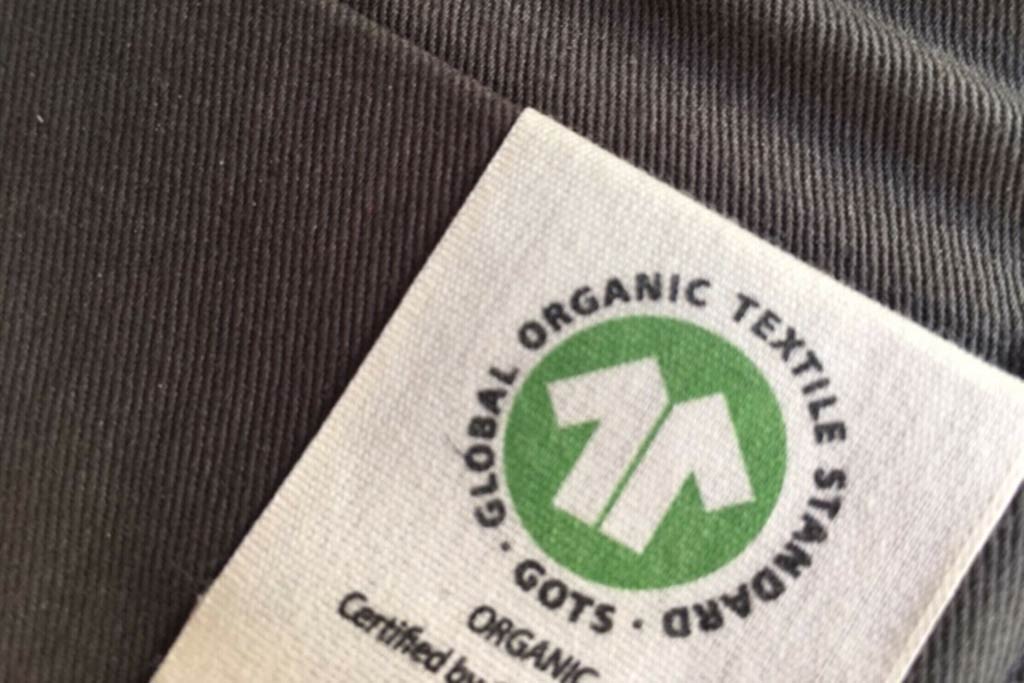 GLOBAL ORGANIC TEXTILE STANDARD · GOTS ·
ORGANIC
Certified by